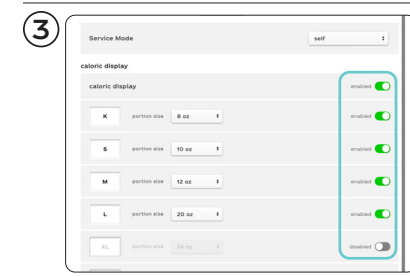 3
Service Mode self
caloric display
caloric display enabled
K portion size 8 oz enabled
S portion size 10 oz enabled
M portion size 12 oz enabled
L portion size 20 oz enabled
XL portion size 24 oz disabled